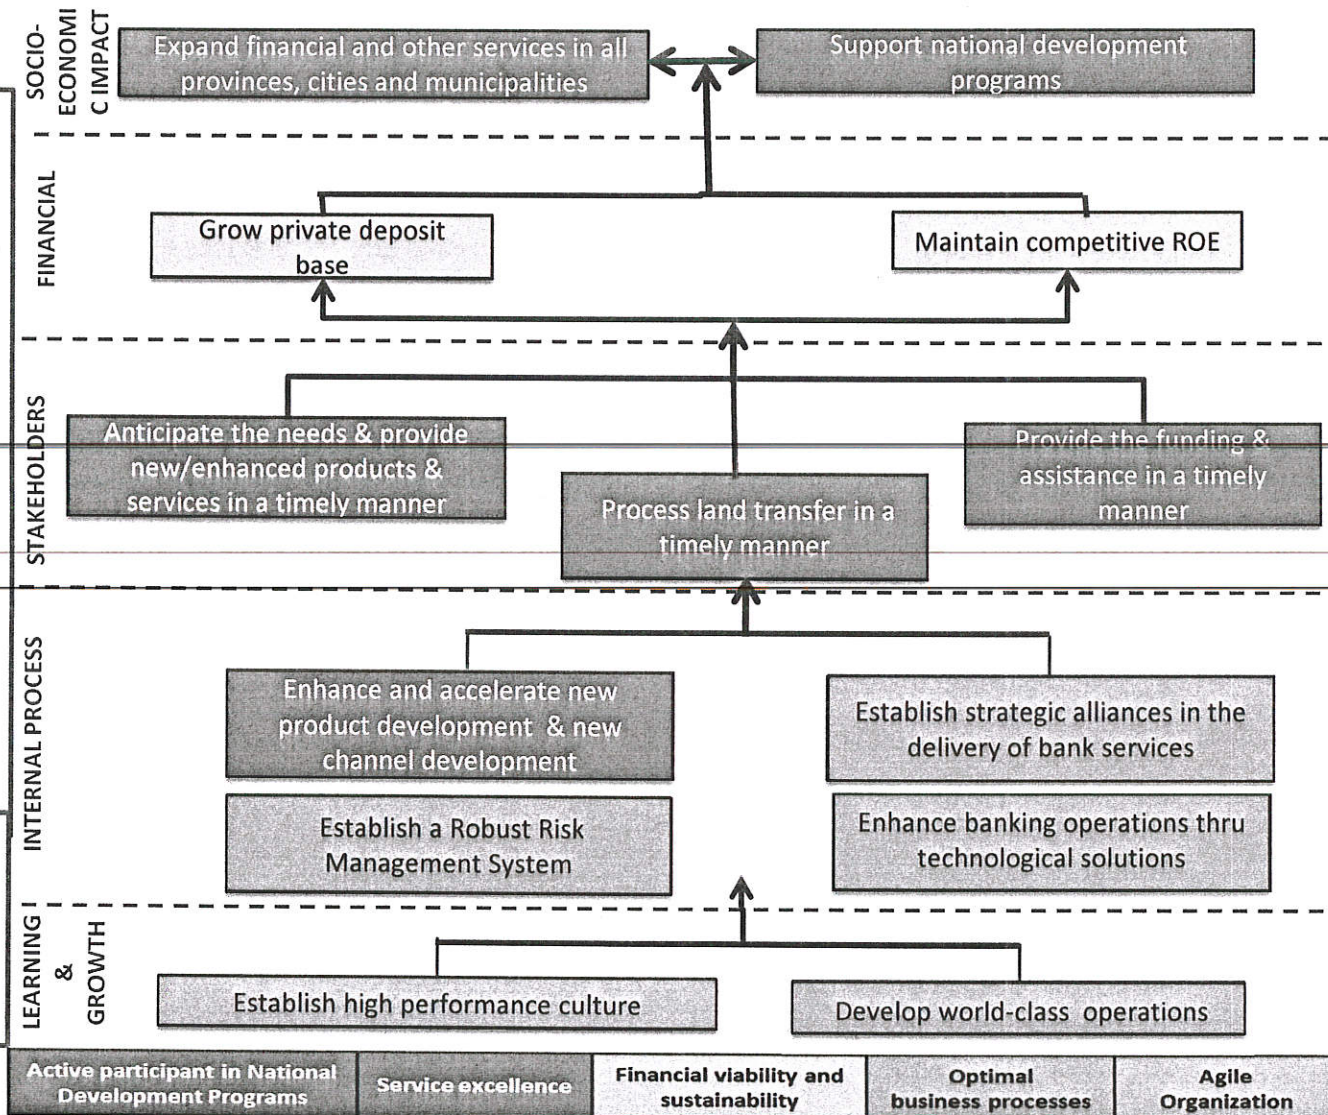 SOCIO-
ECONOMI
C IMPACT
Expand financial and other services in all
provinces, cities and municipalities
Support national development
programs
FINANCIAL
Grow private deposit
base
Maintain competitive ROE
STAKEHOLDERS
Anticipate the needs & provide
new/enhanced products &
services in a timely manner
Process land transfer in a
timely manner
Provide the funding &
assistance in a timely
manner
INTERNAL PROCESS
Enhance and accelerate new
product development & new
channel development
Establish strategic alliances in the
delivery of bank services
Establish a Robust Risk
Management System
Enhance banking operations thru
technological solutions
LEARNING
&
GROWTH
Establish high performance culture
Develop world-class operations
Active participant in National
Development Programs
Service excellence
Financial viability and
sustainability
Optimal
business processes
Agile
Organization